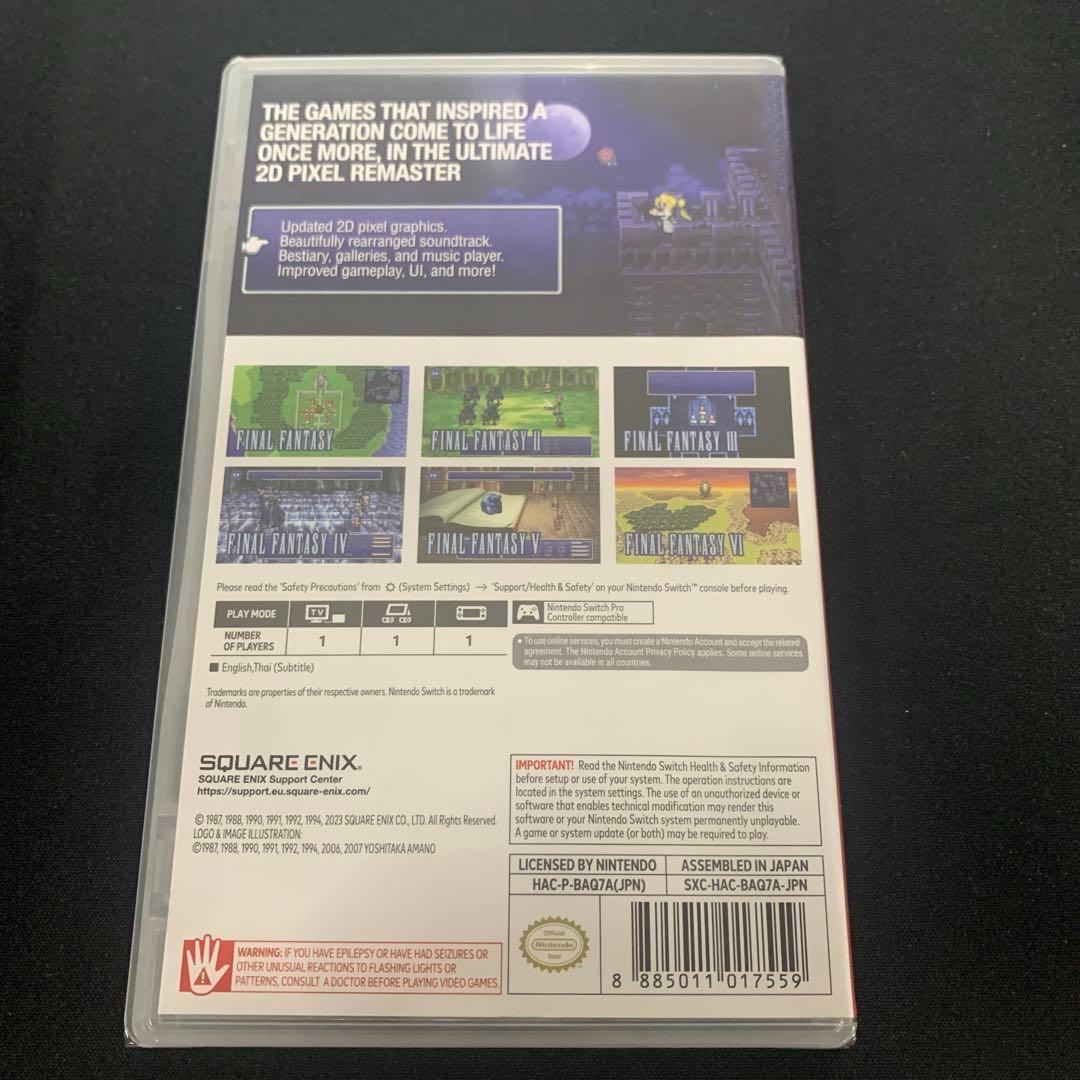 THE GAMES THAT INSPIRED A
GENERATION COME TO LIFE
ONCE MORE, IN THE ULTIMATE
2D PIXEL REMASTER
Updated 2D pixel graphics.
Beautifully rearranged soundtrack.
Bestiary, galleries, and music player.
Improved gameplay, UI, and more!
FINAL FANTASY
FINAL FANTASY II
FINAL FANTASY III
FINAL FANTASY IV
FINAL FANTASY V
FINAL FANTASY VI
Please read the 'Safety Precautions' from (System Settings) → 'Support/Health & Safety' on your Nintendo Switch™ console before playing.
PLAY MODE
TV
NUMBER
OF PLAYERS
1
1
1
Nintendo Switch Pro
Controller compatible
• To use online services, you must create a Nintendo Account and accept the related
agreement. The Nintendo Account Privacy Policy applies. Some online services
may not be available in all countries.
■ English,Thai (Subtitle)
Trademarks are properties of their respective owners. Nintendo Switch is a trademark
of Nintendo.
SQUARE ENIX®
SQUARE ENIX Support Center
https://support.eu.square-enix.com/
© 1987, 1988, 1990, 1991, 1992, 1994, 2023 SQUARE ENIX CO., LTD. All Rights Reserved.
LOGO & IMAGE ILLUSTRATION:
©1987, 1988, 1990, 1991, 1992, 1994, 2006, 2007 YOSHITAKA AMANO
IMPORTANT! Read the Nintendo Switch Health & Safety Information
before setup or use of your system. The operation instructions are
located in the system settings. The use of an unauthorized device or
software that enables technical modification may render this
software or your Nintendo Switch system permanently unplayable.
A game or system update (or both) may be required to play.
LICENSED BY NINTENDO
ASSEMBLED IN JAPAN
HAC-P-BAQ7A(JPN)
SXC-HAC-BAQ7A-JPN
Official
Nintendo
Seal
8 885011 017559
WARNING: IF YOU HAVE EPILEPSY OR HAVE HAD SEIZURES OR
OTHER UNUSUAL REACTIONS TO FLASHING LIGHTS OR
PATTERNS, CONSULT A DOCTOR BEFORE PLAYING VIDEO GAMES.